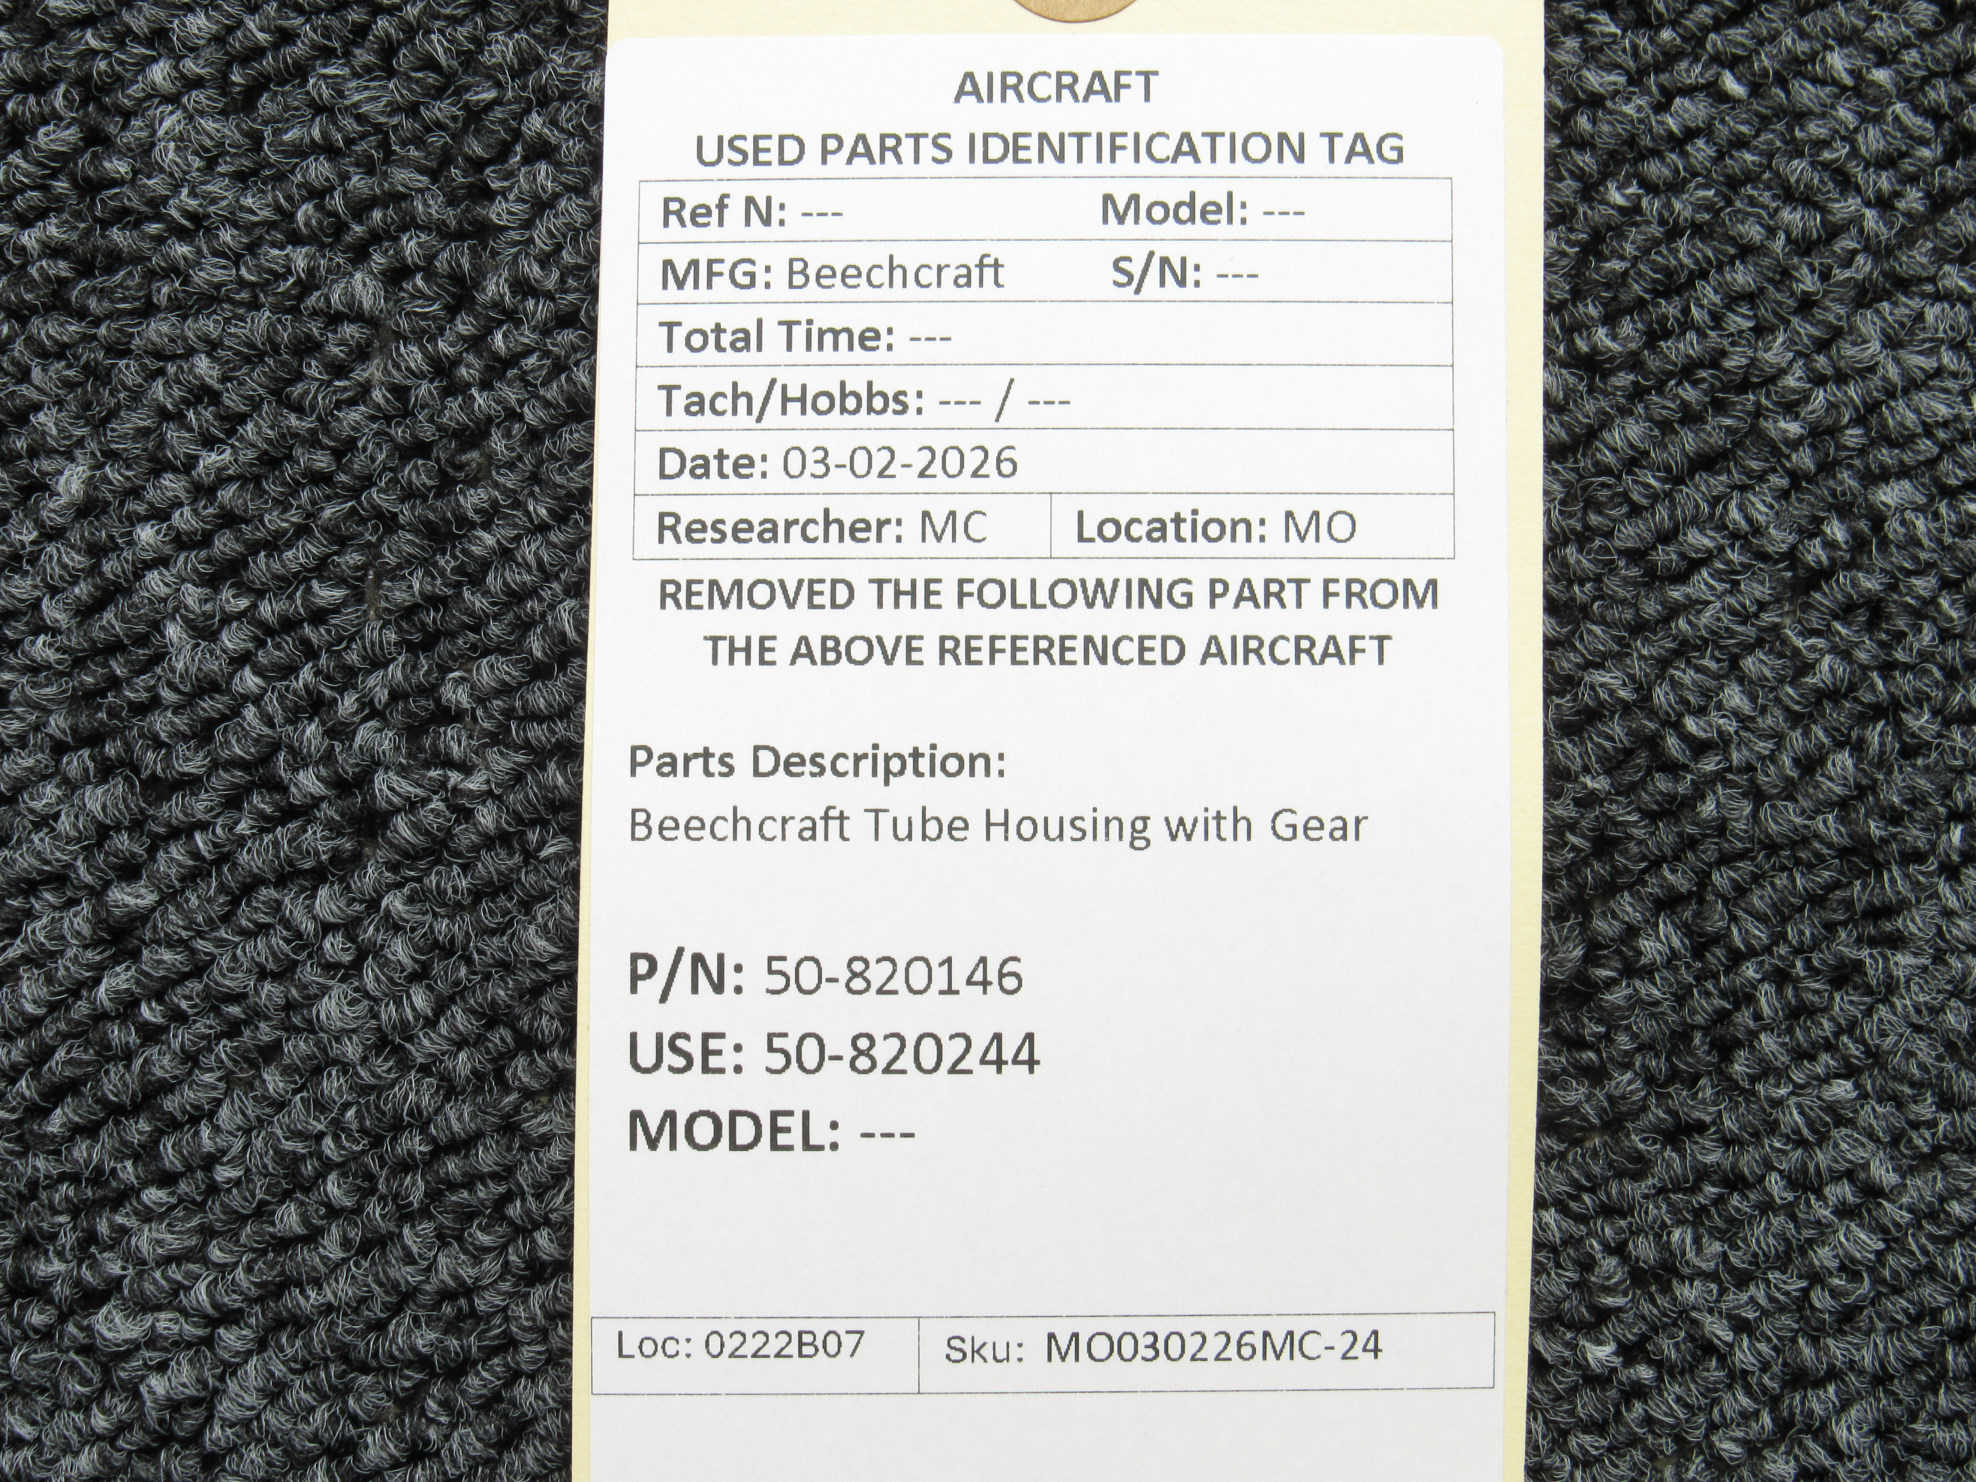 AIRCRAFT
USED PARTS IDENTIFICATION TAG
Ref N: --- Model: ---
MFG: Beechcraft S/N: ---
Total Time: ---
Tach/Hobbs: --- / ---
Date: 03-02-2026
Researcher: MC Location: MO
REMOVED THE FOLLOWING PART FROM
THE ABOVE REFERENCED AIRCRAFT
Parts Description:
Beechcraft Tube Housing with Gear
P/N: 50-820146
USE: 50-820244
MODEL: ---
Loc: 0222B07 Sku: MO030226MC-24